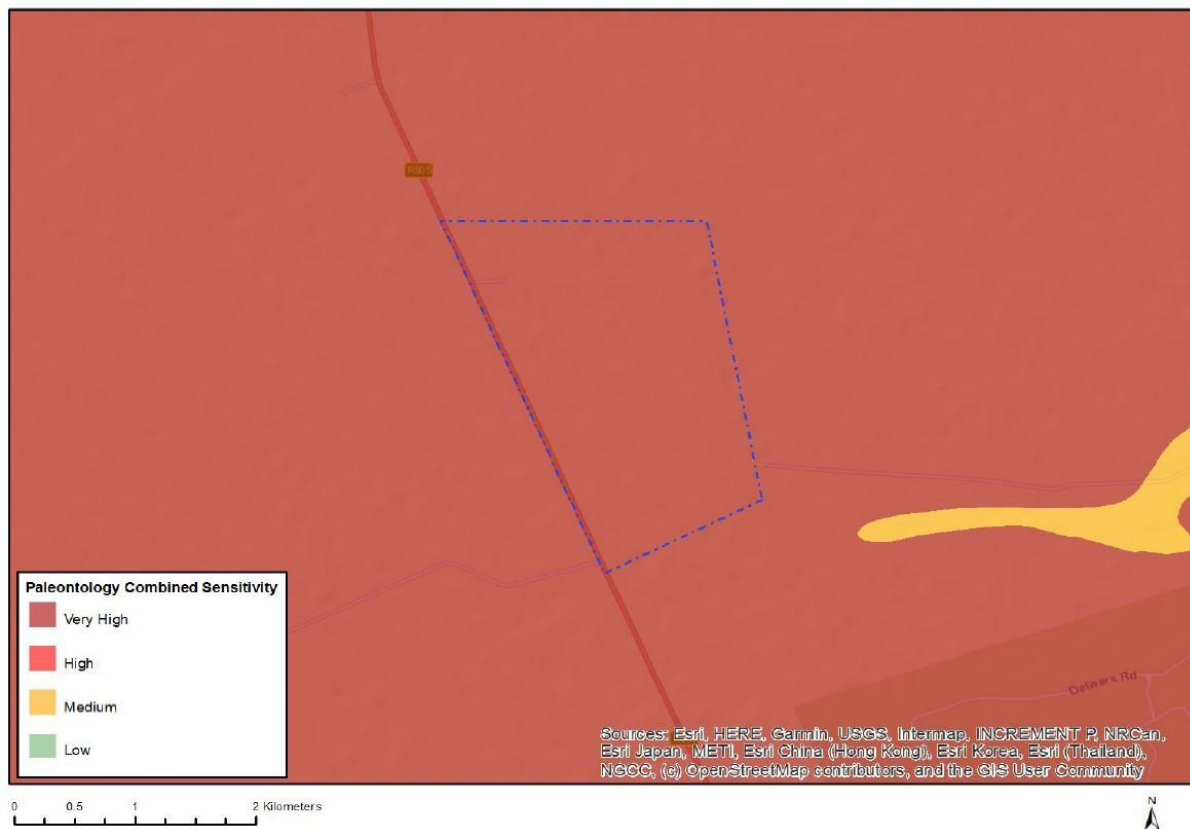 Paleontology Combined Sensitivity
Very High
High
Medium
Low
Delware Rd
Sources: Esri, HERE, Garmin, USGS, Intermap, INCREMENT P, NRCan,
Esri Japan, METI, Esri China (Hong Kong), Esri Korea, Esri (Thailand),
NGCC, (c) OpenStreetMap contributors, and the GIS User Community
0 0.5 1 2 Kilometers
N